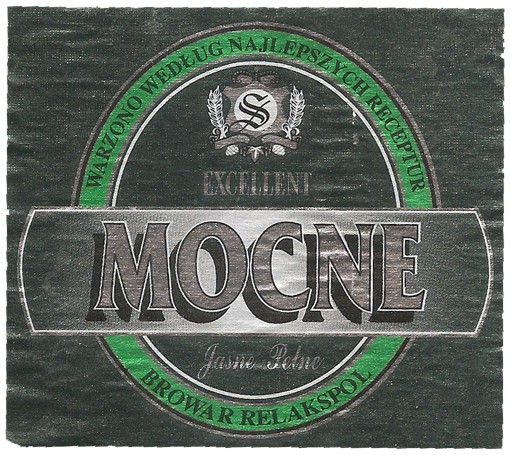 WARZONO WEDŁUG NAJLEPSZYCH RECEPTUR
S
EXCELLENT
MOCNE
Jasne Pełne
BROWAR RELAKSPOL